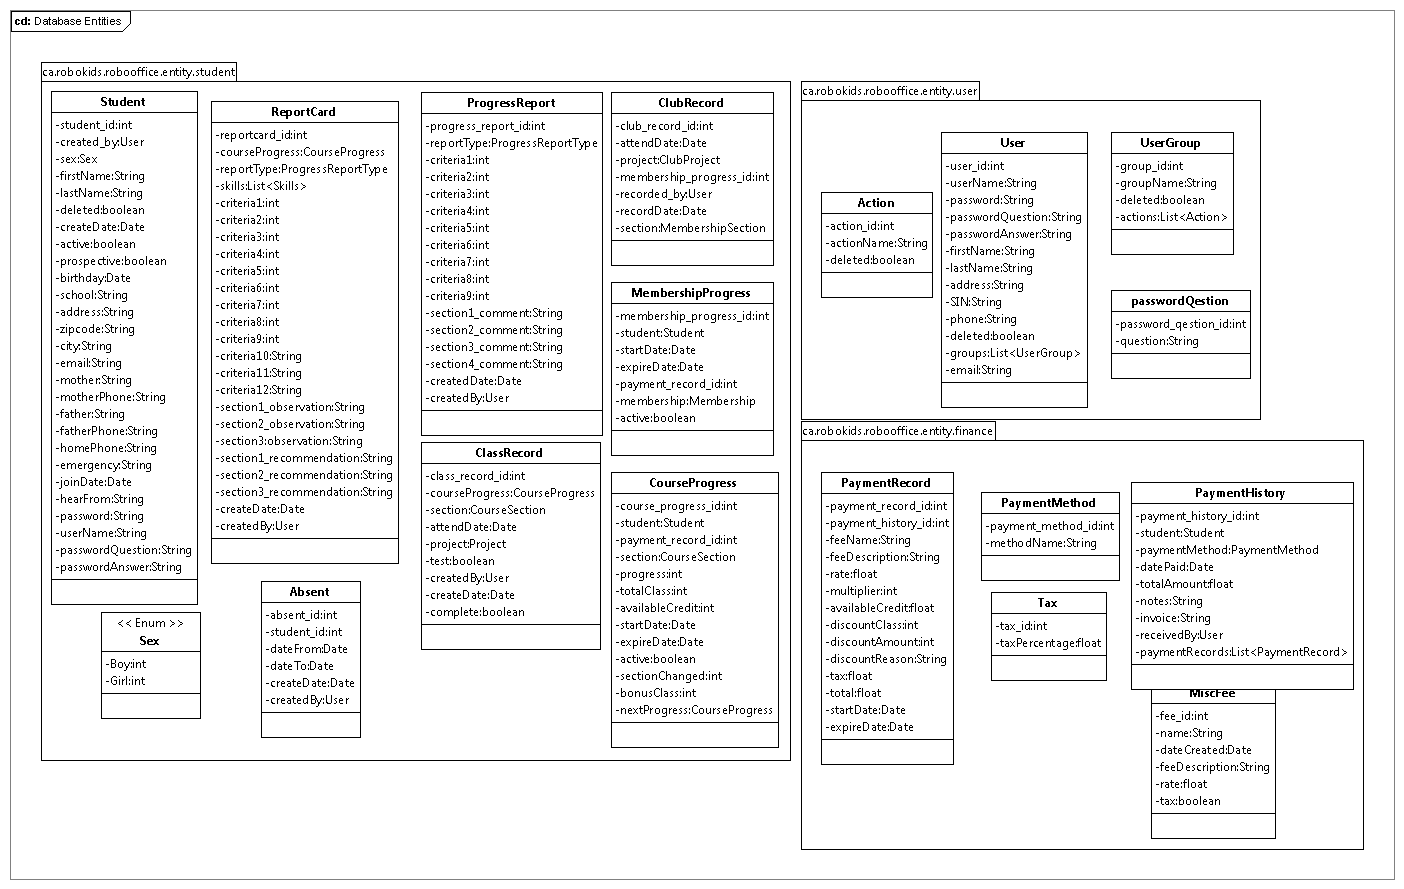 cd: Database Entities
ca.robokids.robooffice.entity.student
Student
-student_id:int
-created_by:User
-sex:Sex
-firstName:String
-lastName:String
-deleted:boolean
-createDate:Date
-active:boolean
-prospective:boolean
-birthday:Date
-school:String
-address:String
-zipcode:String
-city:String
-email:String
-mother:String
-motherPhone:String
-father:String
-fatherPhone:String
-homePhone:String
-emergency:String
-joinDate:Date
-hearFrom:String
-password:String
-userName:String
-passwordQuestion:String
-passwordAnswer:String
<< Enum >>
Sex
-Boy:int
-Girl:int
ReportCard
-reportcard_id:int
-courseProgress:CourseProgress
-reportType:ProgressReportType
-skills:List<Skills>
-criteria1:int
-criteria2:int
-criteria3:int
-criteria4:int
-criteria5:int
-criteria6:int
-criteria7:int
-criteria8:int
-criteria9:int
-criteria10:String
-criteria11:String
-criteria12:String
-section1_observation:String
-section2_observation:String
-section3:observation:String
-section1_recommendation:String
-section2_recommendation:String
-section3_recommendation:String
-createDate:Date
-createdBy:User
Absent
-absent_id:int
-student_id:int
-dateFrom:Date
-dateTo:Date
-createDate:Date
-createdBy:User
ProgressReport
-progress_report_id:int
-reportType:ProgressReportType
-criteria1:int
-criteria2:int
-criteria3:int
-criteria4:int
-criteria5:int
-criteria6:int
-criteria7:int
-criteria8:int
-criteria9:int
-section1_comment:String
-section2_comment:String
-section3_comment:String
-section4_comment:String
-createdDate:Date
-createdBy:User
ClassRecord
-class_record_id:int
-courseProgress:CourseProgress
-section:CourseSection
-attendDate:Date
-project:Project
-test:boolean
-createdBy:User
-createDate:Date
-complete:boolean
ClubRecord
-club_record_id:int
-attendDate:Date
-project:ClubProject
-membership_progress_id:int
-recorded_by:User
-recordDate:Date
-section:MembershipSection
MembershipProgress
-membership_progress_id:int
-student:Student
-startDate:Date
-expireDate:Date
-payment_record_id:int
-membership:Membership
-active:boolean
CourseProgress
-course_progress_id:int
-student:Student
-payment_record_id:int
-section:CourseSection
-progress:int
-totalClass:int
-availableCredit:int
-startDate:Date
-expireDate:Date
-active:boolean
-sectionChanged:int
-bonusClass:int
-nextProgress:CourseProgress
ca.robokids.robooffice.entity.user
Action
-action_id:int
-actionName:String
-deleted:boolean
User
-user_id:int
-userName:String
-password:String
-passwordQuestion:String
-passwordAnswer:String
-firstName:String
-lastName:String
-address:String
-SIN:String
-phone:String
-deleted:boolean
-groups:List<UserGroup>
-email:String
UserGroup
-group_id:int
-groupName:String
-deleted:boolean
-actions:List<Action>
passwordQestion
-password_qestion_id:int
-question:String
ca.robokids.robooffice.entity.finance
PaymentRecord
-payment_record_id:int
-payment_history_id:int
-feeName:String
-feeDescription:String
-rate:float
-multiplier:int
-availableCredit:float
-discountClass:int
-discountAmount:int
-discountReason:String
-tax:float
-total:float
-startDate:Date
-expireDate:Date
PaymentMethod
-payment_method_id:int
-methodName:String
Tax
-tax_id:int
-taxPercentage:float
PaymentHistory
-payment_history_id:int
-student:Student
-paymentMethod:PaymentMethod
-datePaid:Date
-totalAmount:float
-notes:String
-invoice:String
-receivedBy:User
-paymentRecords:List<PaymentRecord>
MiscFee
-fee_id:int
-name:String
-dateCreated:Date
-feeDescription:String
-rate:float
-tax:boolean